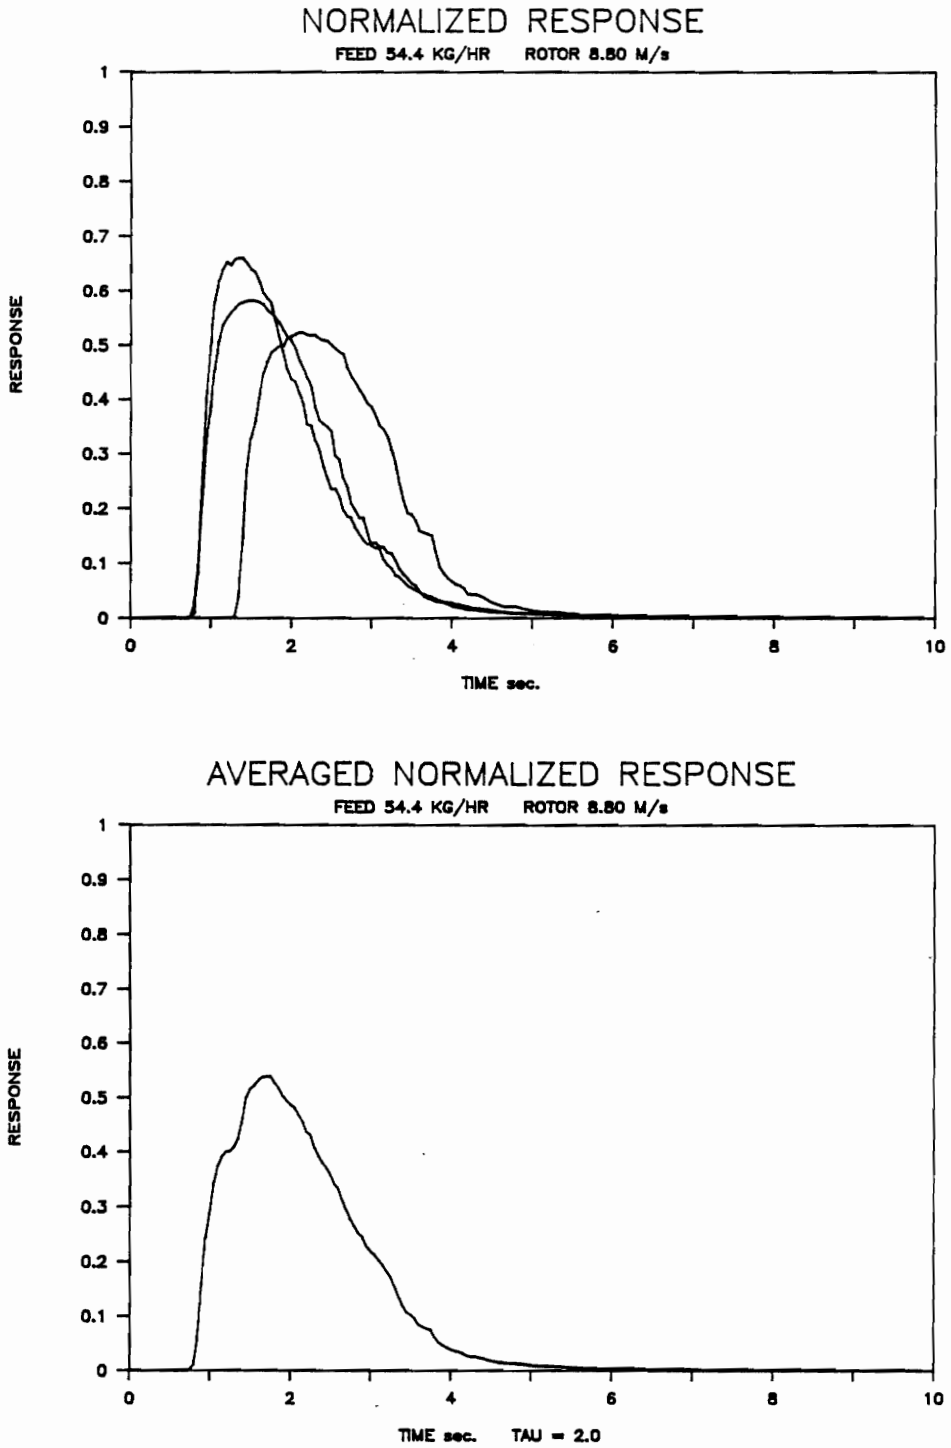 NORMALIZED RESPONSE
FEED 54.4 KG/HR ROTOR 8.80 M/s
1
0.9
0.8
0.7
0.6
0.5
0.4
0.3
0.2
0.1
0
RESPONSE
0 2 4 6 8 10
TIME sec.
AVERAGED NORMALIZED RESPONSE
FEED 54.4 KG/HR ROTOR 8.80 M/s
1
0.9
0.8
0.7
0.6
0.5
0.4
0.3
0.2
0.1
0
RESPONSE
0 2 4 6 8 10
TIME sec. TAU = 2.0